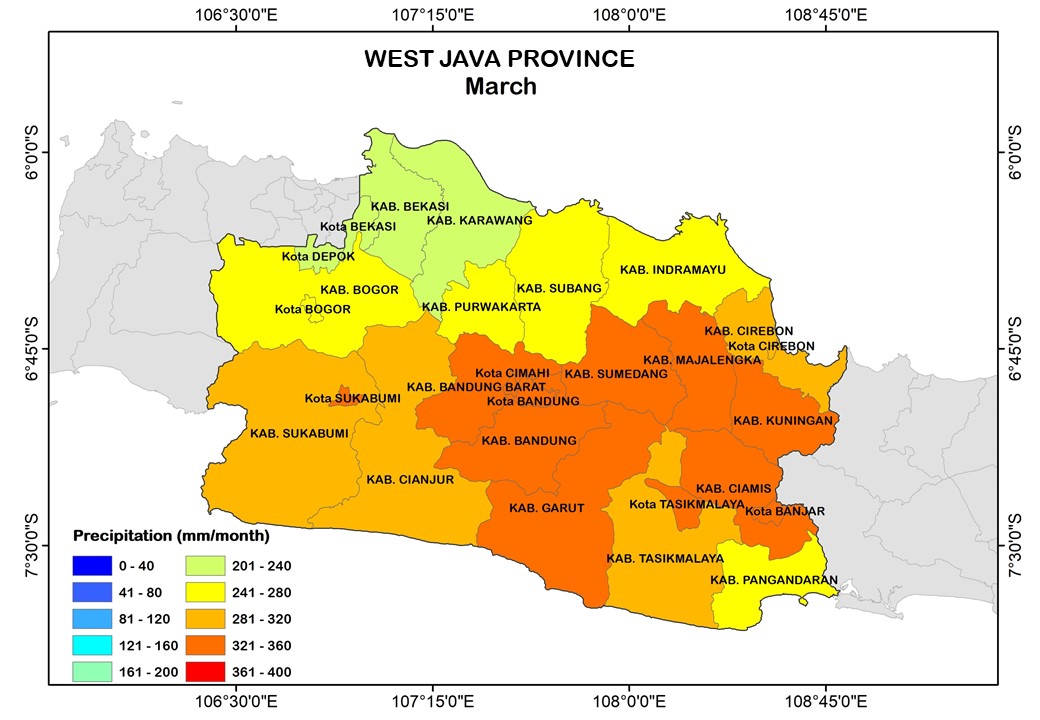 106°30'0"E 107°15'0"E 108°00'0"E 108°45'0"E
WEST JAVA PROVINCE
March
6°0'0"S 6°0'0"S
KAB. BEKASI
KAB. KARAWANG
Kota BEKASI
Kota DEPOK
KAB. INDRAMAYU
KAB. BOGOR
KAB. SUBANG
Kota BOGOR
KAB. PURWAKARTA
KAB. CIREBON
Kota CIREBON
6°45'0"S 6°45'0"S
KAB. MAJALENGKA
Kota CIMAHI
KAB. SUMEDANG
KAB. BANDUNG BARAT
Kota SUKABUMI
Kota BANDUNG
KAB. KUNINGAN
KAB. SUKABUMI
KAB. BANDUNG
KAB. CIANJUR
KAB. CIAMIS
Kota TASIKMALAYA
KAB. GARUT
Kota BANJAR
7°30'0"S 7°30'0"S
KAB. TASIKMALAYA
KAB. PANGANDARAN
Precipitation (mm/month)
0 - 40 201 - 240
41 - 80 241 - 280
81 - 120 281 - 320
121 - 160 321 - 360
161 - 200 361 - 400
106°30'0"E 107°15'0"E 108°00'0"E 108°45'0"E